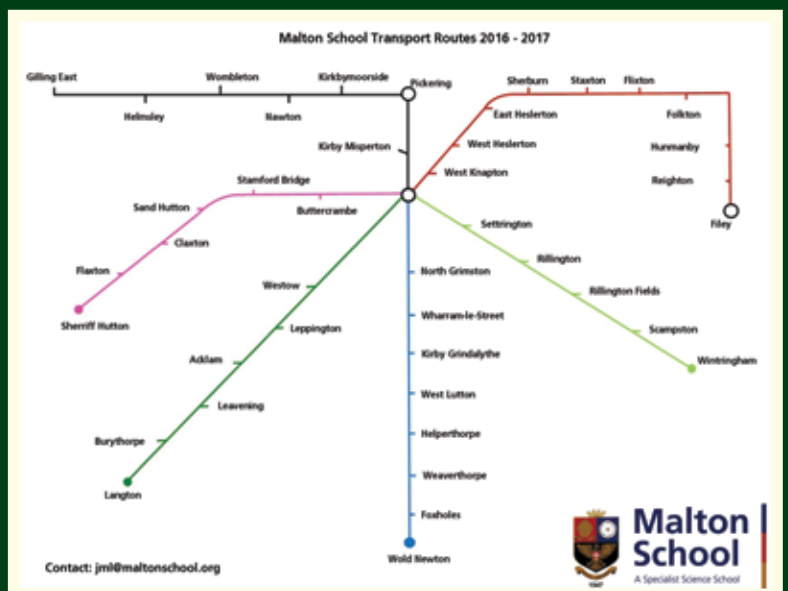 Malton School Transport Routes 2016 - 2017
Gilling East
Wombleton
Kirkbymoorside
Pickering
Helmsley
Nawton
Kirby Misperton
Sherburn
Staxton
Flixton
East Heslerton
Folkton
West Heslerton
Hunmanby
West Knapton
Reighton
Filey
Stamford Bridge
Buttercrambe
Sand Hutton
Claxton
Flaxton
Sherriff Hutton
Settrington
Rillington
Rillington Fields
Scampston
Wintringham
Westow
Leppington
Acklam
Leavening
Burythorpe
Langton
North Grimston
Wharram-le-Street
Kirby Grindalythe
West Lutton
Helperthorpe
Weaverthorpe
Foxholes
Wold Newton
Contact: jml@maltonschool.org
Malton
School
A Specialist Science School
1547